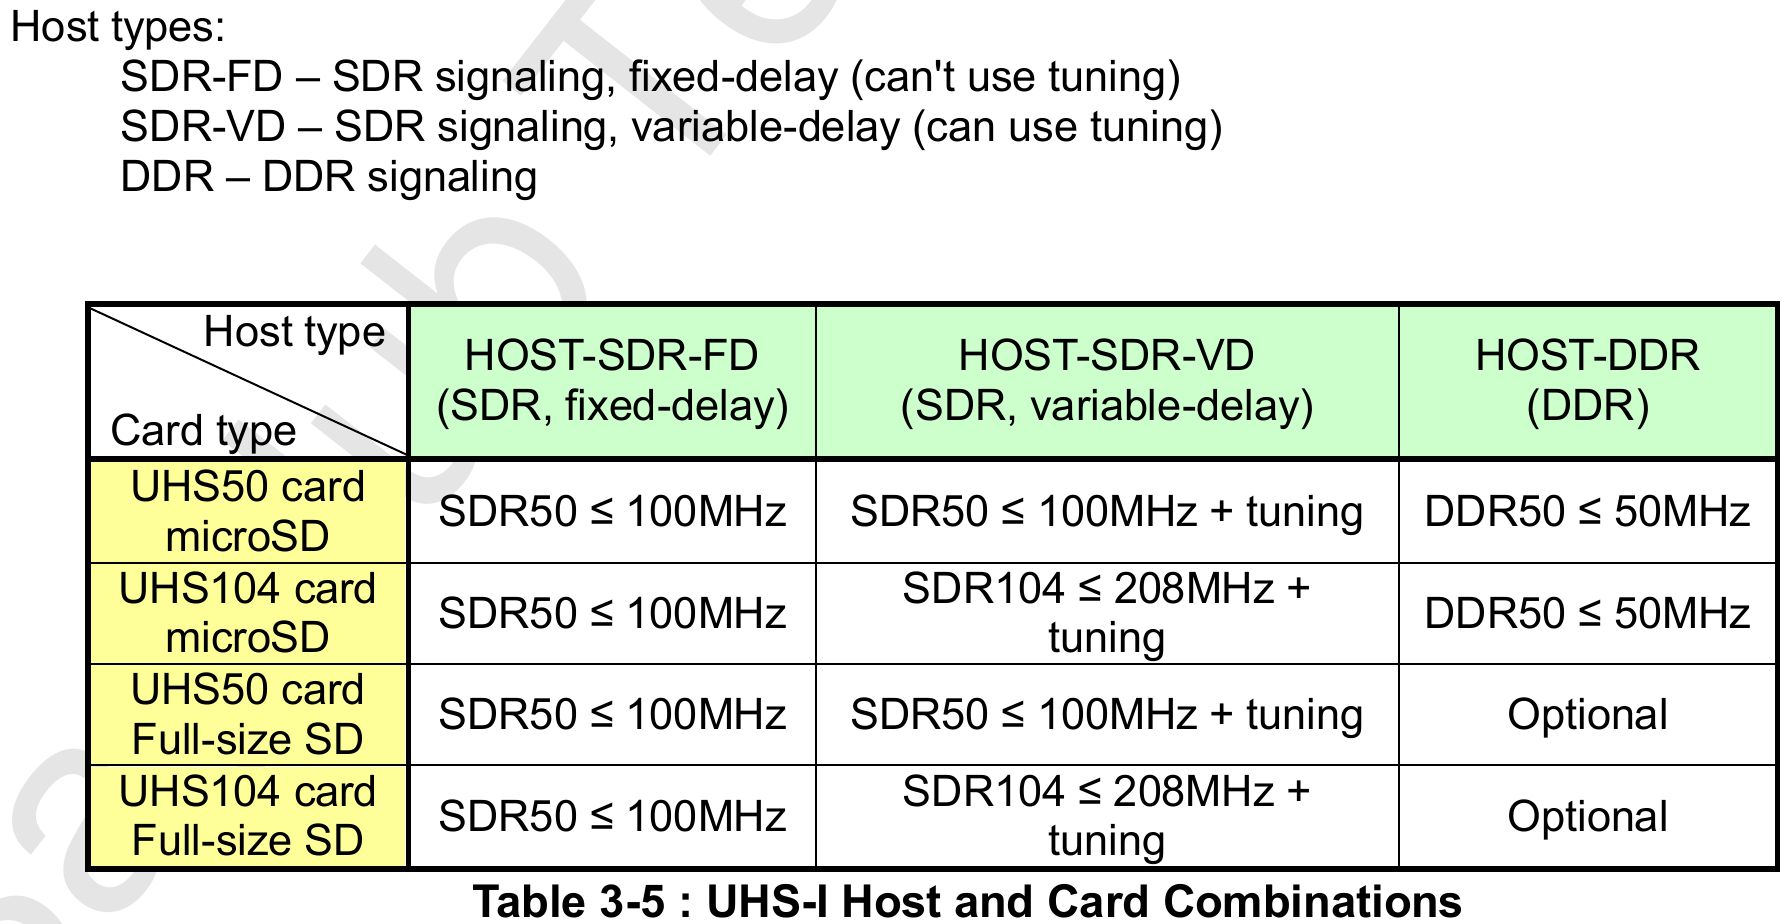 Host types:
SDR-FD – SDR signaling, fixed-delay (can't use tuning)
SDR-VD – SDR signaling, variable-delay (can use tuning)
DDR – DDR signaling
Host type
Card type
HOST-SDR-FD
(SDR, fixed-delay)
HOST-SDR-VD
(SDR, variable-delay)
HOST-DDR
(DDR)
UHS50 card
microSD
SDR50 ≤ 100MHz
SDR50 ≤ 100MHz + tuning
DDR50 ≤ 50MHz
UHS104 card
microSD
SDR50 ≤ 100MHz
SDR104 ≤ 208MHz +
tuning
DDR50 ≤ 50MHz
UHS50 card
Full-size SD
SDR50 ≤ 100MHz
SDR50 ≤ 100MHz + tuning
Optional
UHS104 card
Full-size SD
SDR50 ≤ 100MHz
SDR104 ≤ 208MHz +
tuning
Optional
Table 3-5 : UHS-I Host and Card Combinations